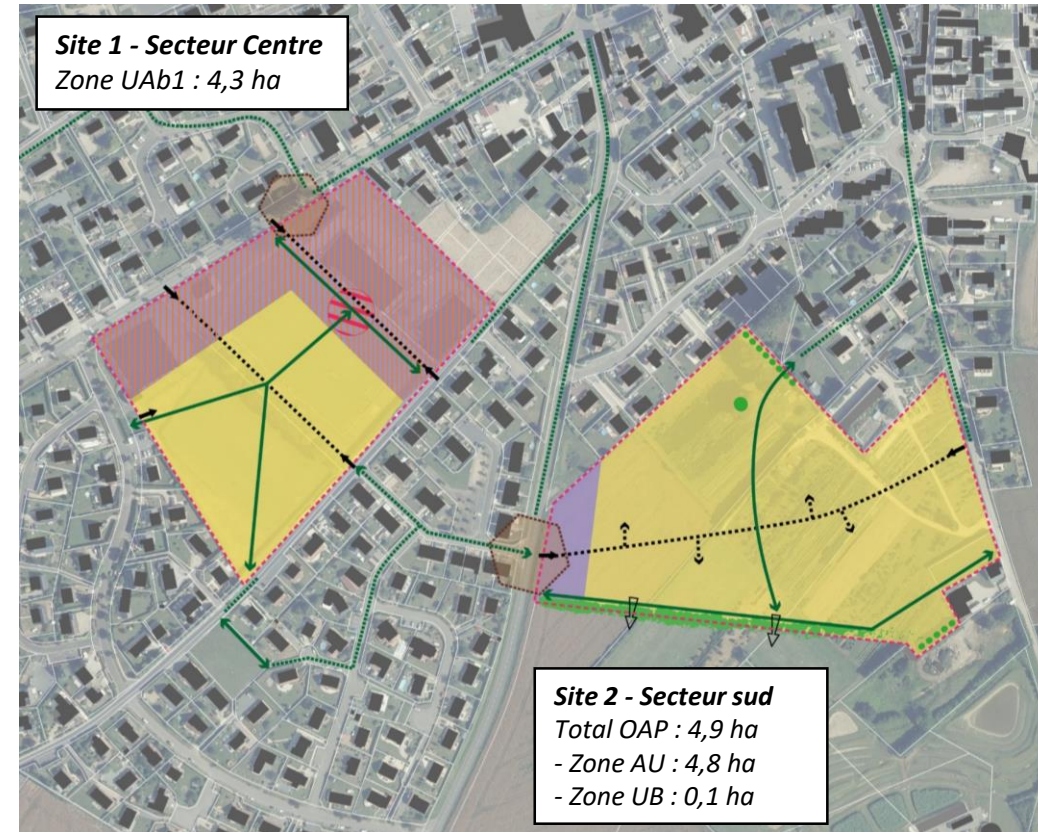 Site 1 - Secteur Centre
Zone UAb1 : 4,3 ha
Site 2 - Secteur sud
Total OAP : 4,9 ha
- Zone AU : 4,8 ha
- Zone UB : 0,1 ha